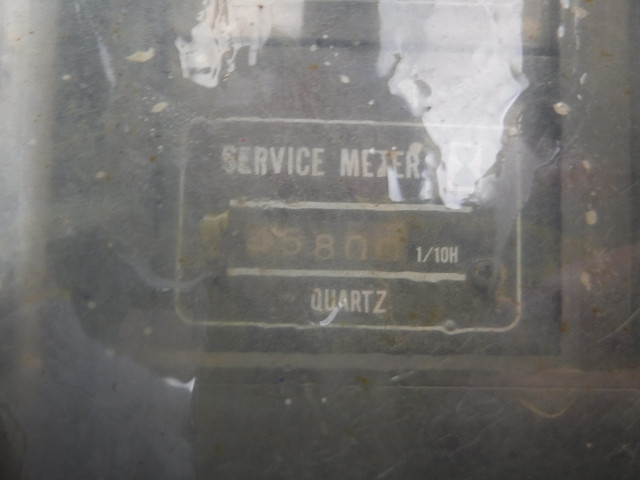 SERVICE METER
1/10H
QUARTZ